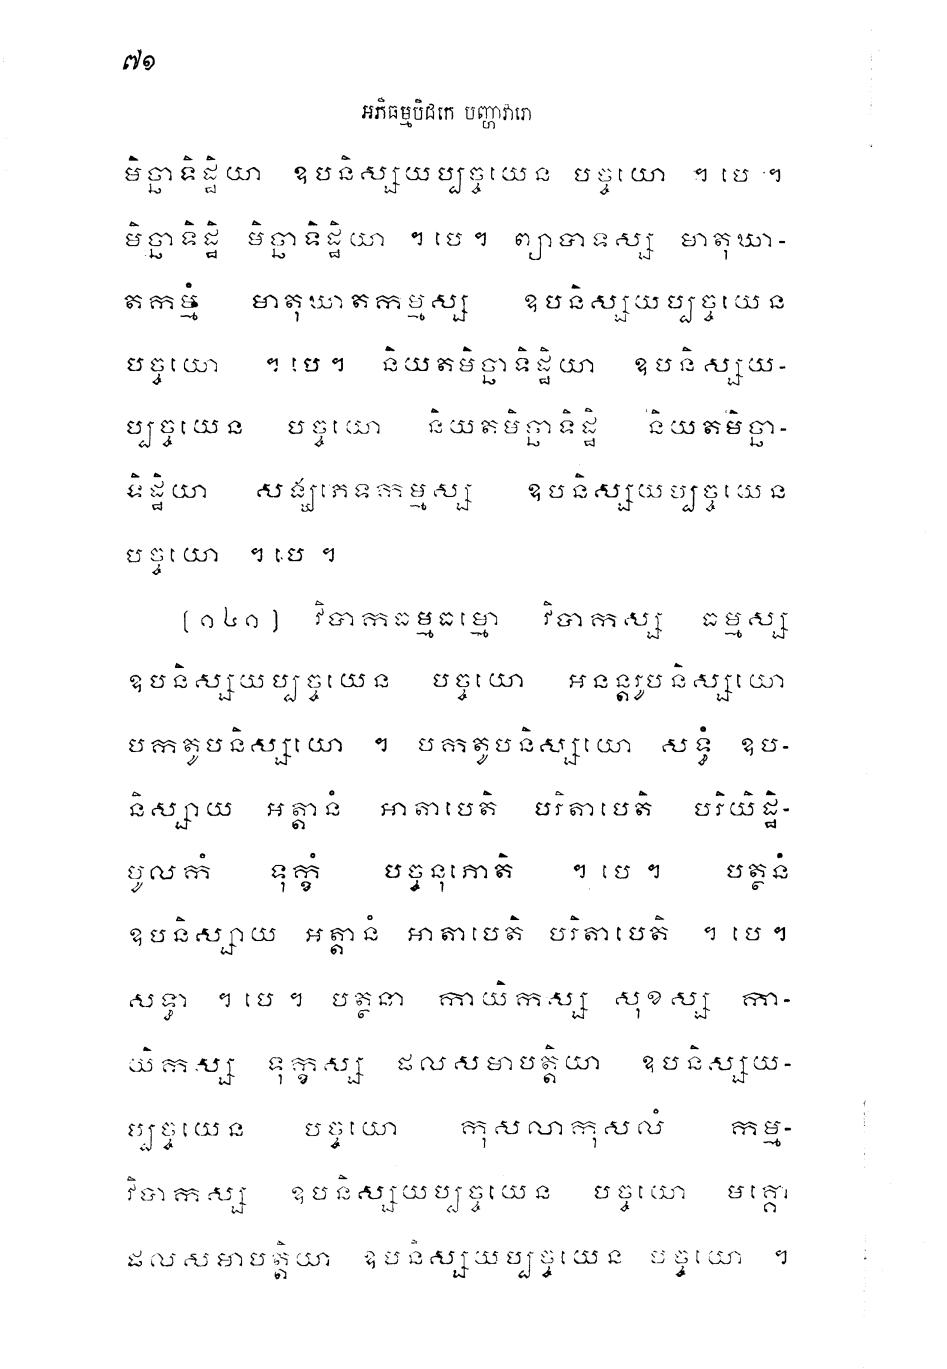 ៧១
អភិធម្មបិដកេ បញ្ហាវារោ
មិច្ឆាទិដ្ឋិយា ឧបនិស្សយប្បច្ចយេន បច្ចយោ ។ បេ ។
មិច្ឆាទិដ្ឋិ មិច្ឆាទិដ្ឋិយា ។ បេ ។ ព្យាបាទស្ស មាតុឃា-
តកម្មំ មាតុឃាតកម្មស្ស ឧបនិស្សយប្បច្ចយេន
បច្ចយោ ។ បេ ។ និយតមិច្ឆាទិដ្ឋិយា ឧបនិស្សយ-
ប្បច្ចយេន បច្ចយោ និយតមិច្ឆាទិដ្ឋិ និយតមិច្ឆា-
ទិដ្ឋិយា សង្ឃភេទកម្មស្ស ឧបនិស្សយប្បច្ចយេន
បច្ចយោ ។ បេ ។
(១៤១) វិបាកធម្មធម្មោ វិបាកស្ស ធម្មស្ស
ឧបនិស្សយប្បច្ចយេន បច្ចយោ អនន្តរូបនិស្សយោ
បកតូបនិស្សយោ ។ បកតូបនិស្សយោ សទ្ធំ ឧប-
និស្សាយ អត្តានំ អាតាបេតិ បរិតាបេតិ បរិយិដ្ឋិ-
មូលកំ ទុក្ខំ បច្ចនុភោតិ ។ បេ ។ បត្ថនំ
ឧបនិស្សាយ អត្តានំ អាតាបេតិ បរិតាបេតិ ។ បេ ។
សទ្ធា ។ បេ ។ បត្ថនា កាយិកស្ស សុខស្ស កា-
យិកស្ស ទុក្ខស្ស ផលសមាបត្តិយា ឧបនិស្សយ-
ប្បច្ចយេន បច្ចយោ កុសលាកុសលំ កម្ម-
វិបាកស្ស ឧបនិស្សយប្បច្ចយេន បច្ចយោ មគ្គោ
ផលសមាបត្តិយា ឧបនិស្សយប្បច្ចយេន បច្ចយោ ។